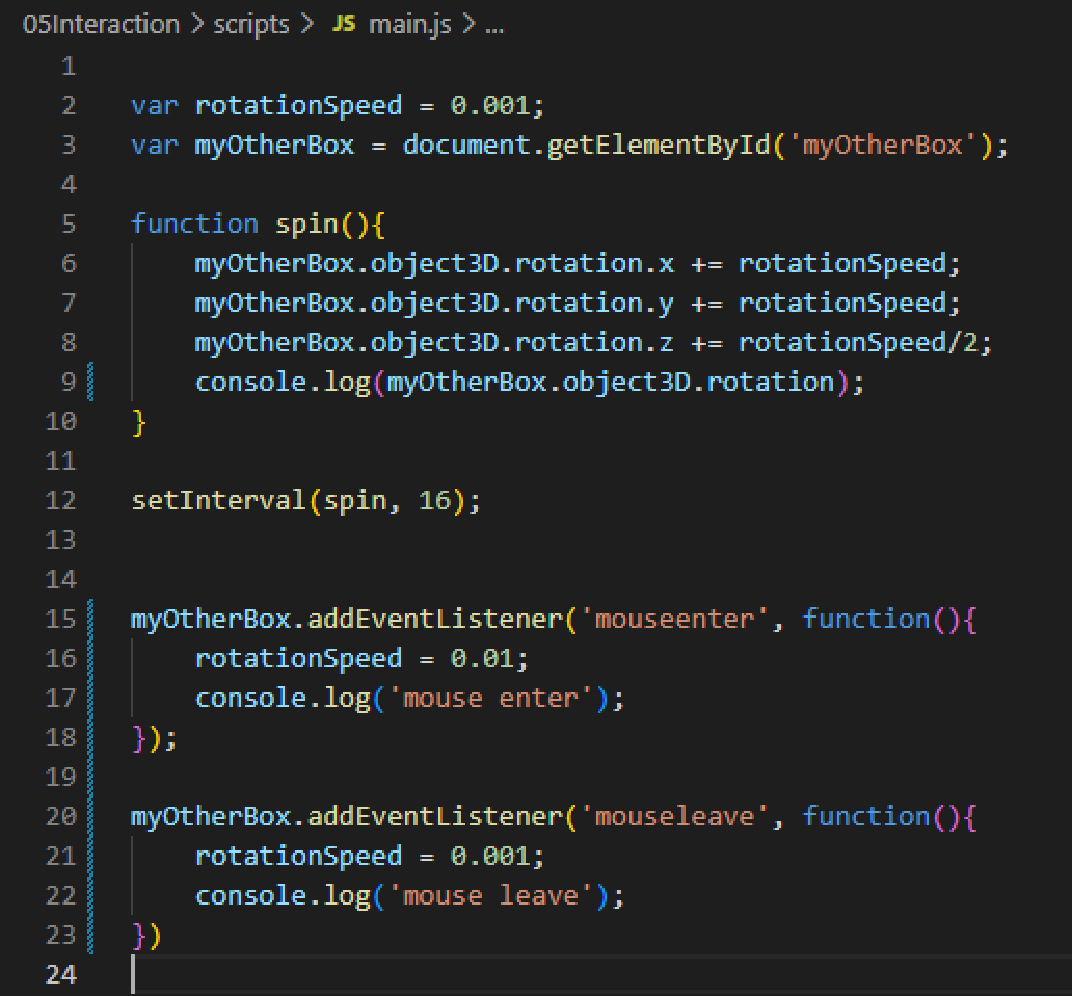 05Interaction > scripts > JS main.js > ...
1
2 var rotationSpeed = 0.001;
3 var myOtherBox = document.getElementById('myOtherBox');
4
5 function spin(){
6     myOtherBox.object3D.rotation.x += rotationSpeed;
7     myOtherBox.object3D.rotation.y += rotationSpeed;
8     myOtherBox.object3D.rotation.z += rotationSpeed/2;
9     console.log(myOtherBox.object3D.rotation);
10 }
11
12 setInterval(spin, 16);
13
14
15 myOtherBox.addEventListener('mouseenter', function(){
16     rotationSpeed = 0.01;
17     console.log('mouse enter');
18 });
19
20 myOtherBox.addEventListener('mouseleave', function(){
21     rotationSpeed = 0.001;
22     console.log('mouse leave');
23 })
24